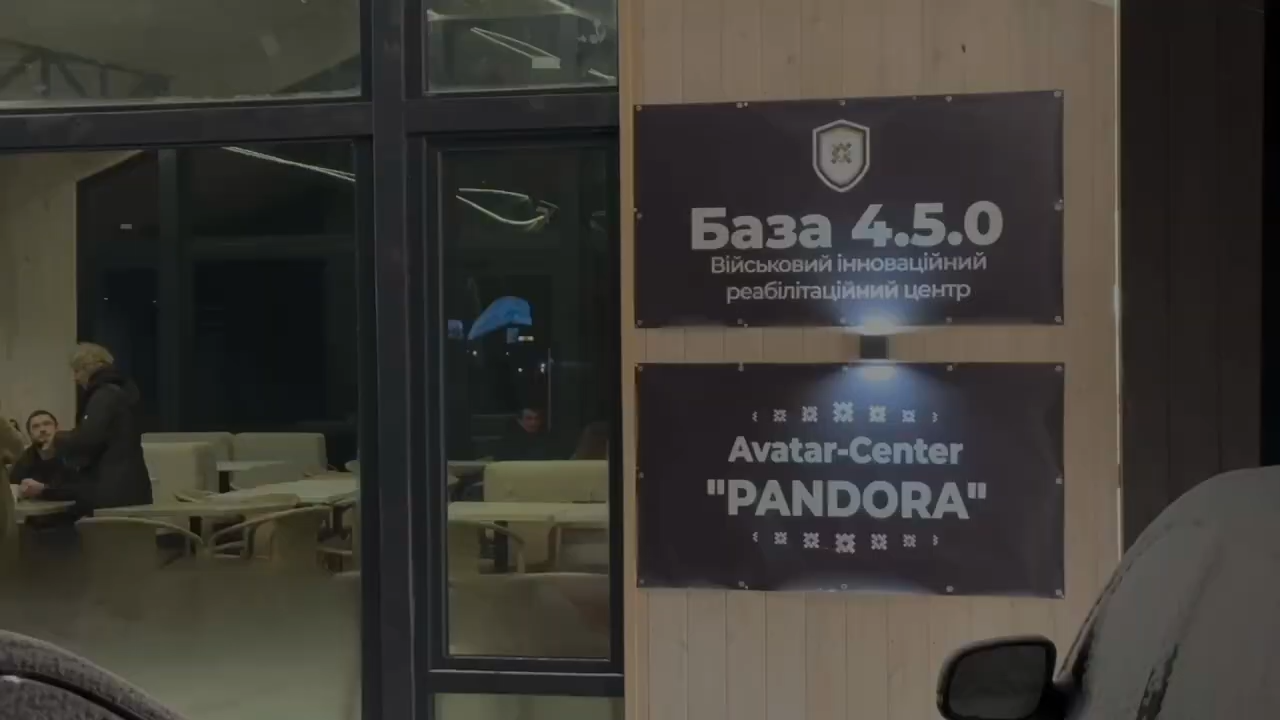 База 4.5.0
Військовий інноваційний
реабілітаційний центр
Avatar-Center
"PANDORA"